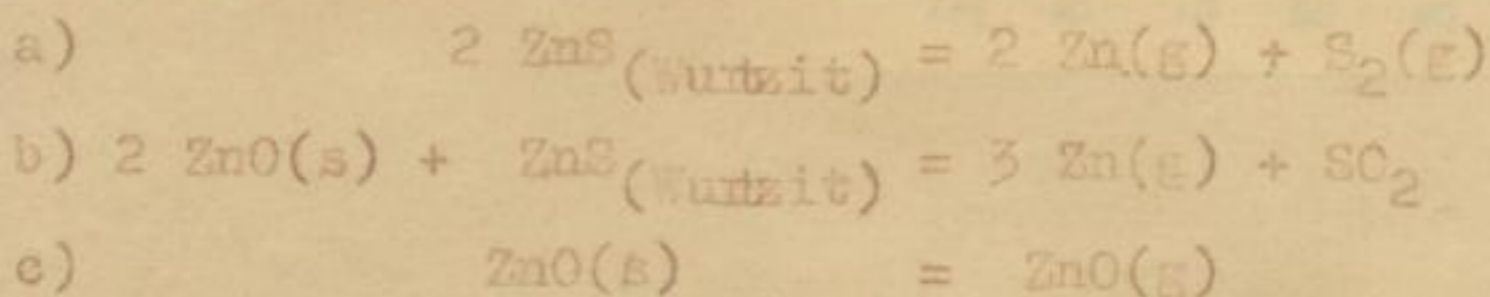 a) 2 ZnS(Wurtzit) = 2 Zn(g) + S2(g)
b) 2 ZnO(s) + ZnS(Wurtzit) = 3 Zn(g) + SO2
c) ZnO(s) = ZnO(g)